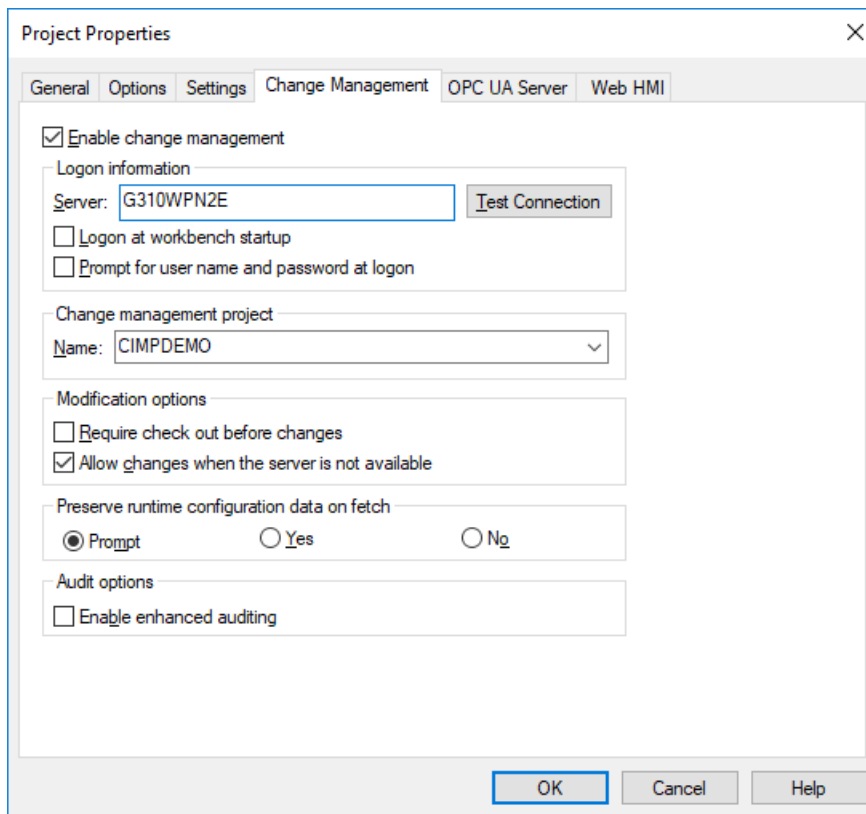 Project Properties
General Options Settings Change Management OPC UA Server Web HMI
Enable change management
Logon information
Server: G310WPN2E Test Connection
Logon at workbench startup
Prompt for user name and password at logon
Change management project
Name: CIMPDEMO
Modification options
Require check out before changes
Allow changes when the server is not available
Preserve runtime configuration data on fetch
Prompt Yes No
Audit options
Enable enhanced auditing
OK Cancel Help